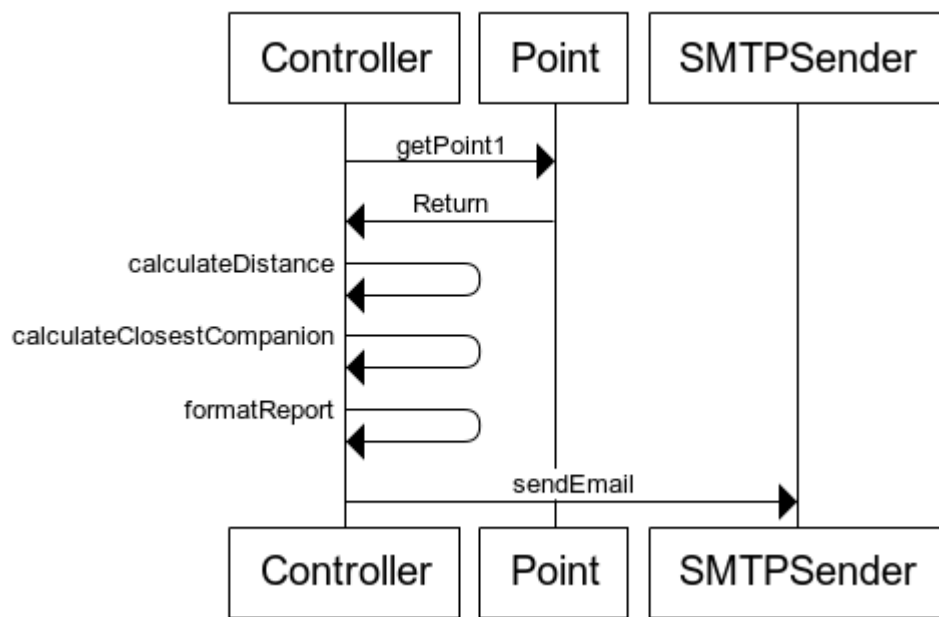 Controller
Point
SMTPSender
getPoint1
Return
calculateDistance
calculateClosestCompanion
formatReport
sendEmail
Controller
Point
SMTPSender